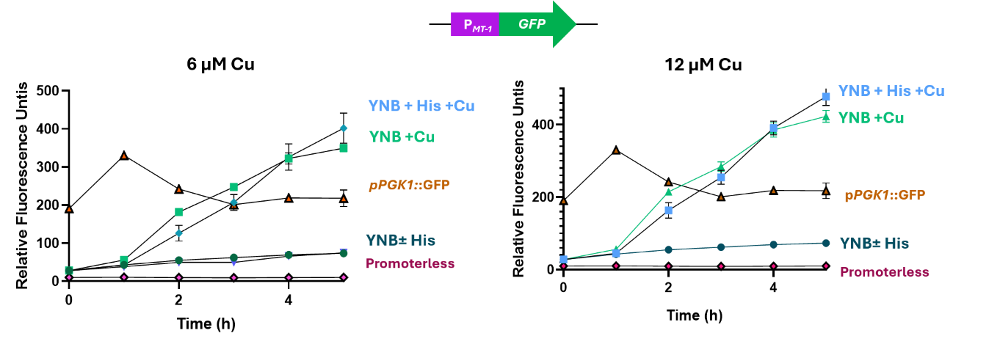 P MT-1 GFP
6 µM Cu
Relative Fluorescence Untis
500
400
300
200
100
0
0 2 4
Time (h)
YNB + His +Cu
YNB +Cu
pPGK1::GFP
YNB± His
Promoterless
12 µM Cu
Relative Fluorescence Untis
400
200
0
0 2 4
Time (h)
YNB + His +Cu
YNB +Cu
pPGK1::GFP
YNB± His
Promoterless